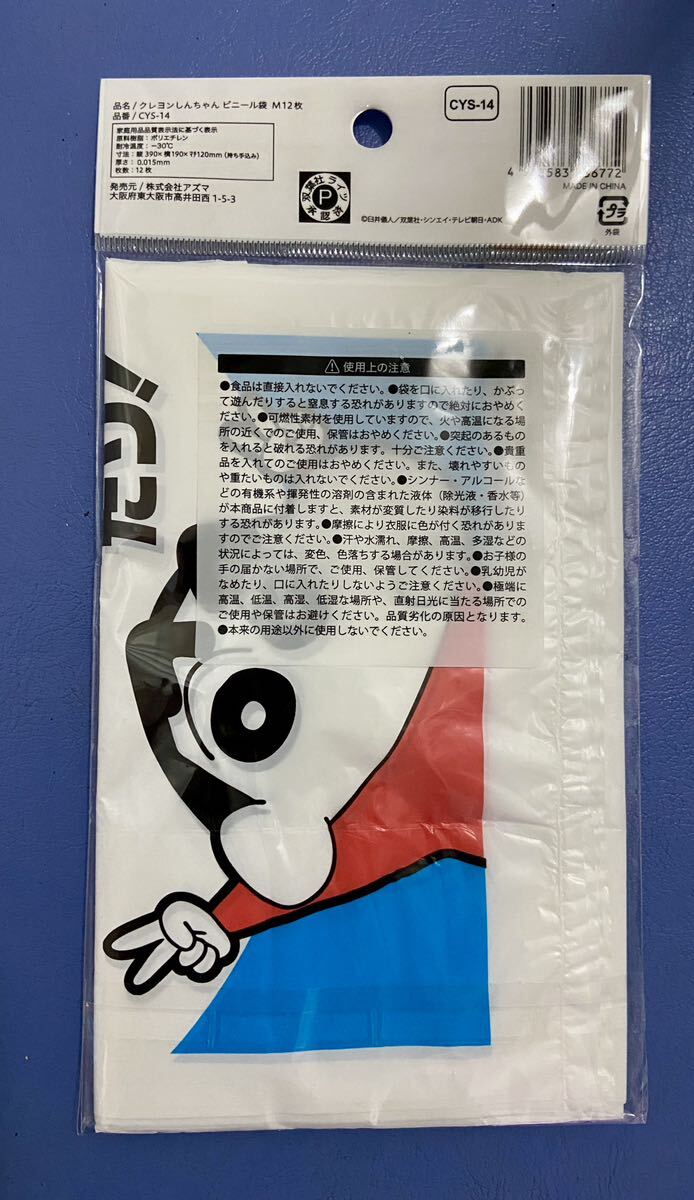 品名/クレヨンしんちゃん ビニール袋 M12枚
品番/CYS-14
家庭用品品質表示法に基づく表示
原料樹脂:ポリエチレン
耐冷温度:-30℃
寸法:縦390×横190×マチ120mm(持ち手込み)
厚さ:0.015mm
枚数:12枚
発売元/株式会社アズマ
大阪府東大阪市高井田西1-5-3
双葉社ライツ
P
承認済
©臼井儀人/双葉社・シンエイ・テレビ朝日・ADK
CYS-14
MADE IN CHINA
プラ
外袋
たり!
⚠使用上の注意
●食品は直接入れないでください。●袋を口に入れたり、かぶっ
て遊んだりすると窒息する恐れがありますので絶対におやめく
ださい。●可燃性素材を使用していますので、火や高温になる場
所の近くでのご使用、保管はおやめください。●突起のあるもの
を入れると破れる恐れがあります。十分ご注意ください。●貴重
品を入れてのご使用はおやめください。また、壊れやすいもの
や重たいものは入れないでください。●シンナー・アルコールな
どの有機系や揮発性の溶剤の含まれた液体(除光液・香水等)
が本商品に付着しますと、素材が変質したり染料が移行したり
する恐れがあります。●摩擦により衣服に色が付く恐れがありま
すのでご注意ください。●汗や水濡れ、摩擦、高温、多湿などの
状況によっては、変色、色落ちする場合があります。●お子様の
手の届かない場所で、ご使用、保管してください。●乳幼児が
なめたり、口に入れたりしないようご注意ください。●極端に
高温、低温、高湿、低湿な場所や、直射日光に当たる場所での
ご使用や保管はお避けください。品質劣化の原因となります。
●本来の用途以外に使用しないでください。